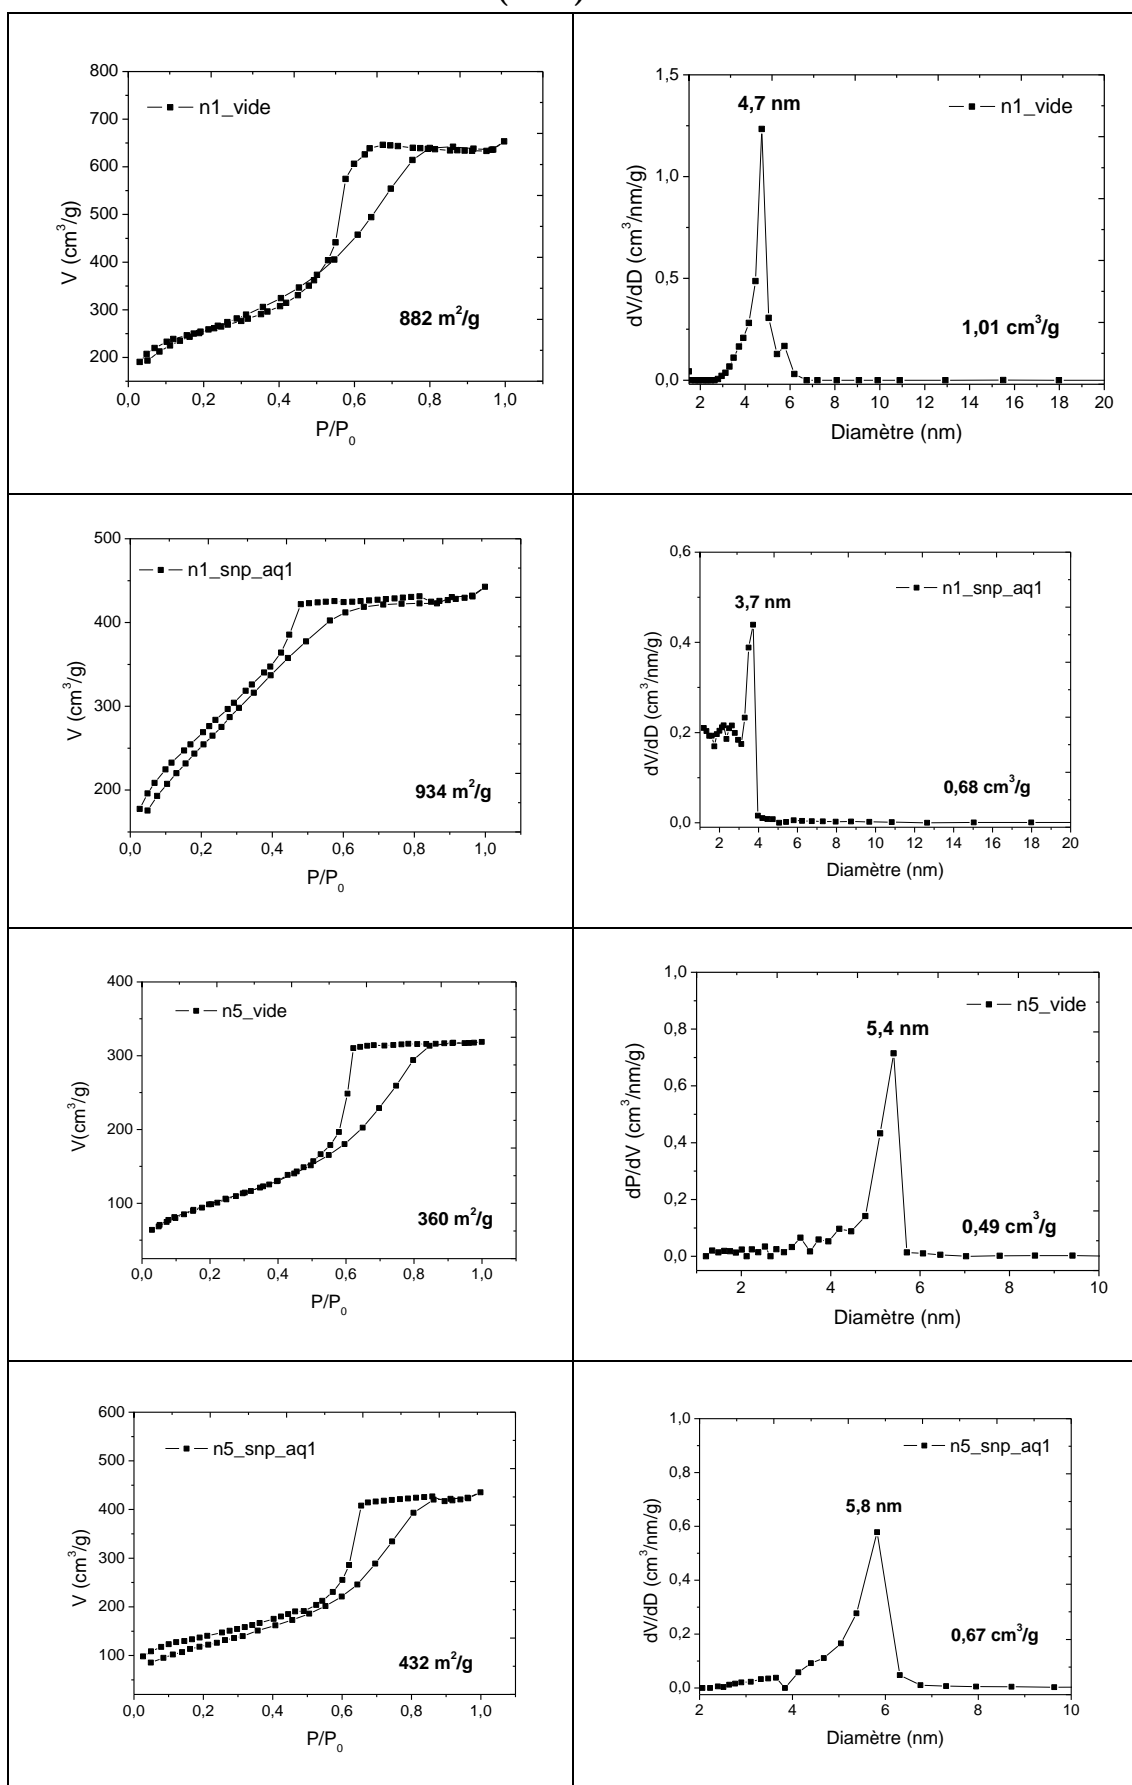 800
700
600
500
400
300
200
0,0 0,2 0,4 0,6 0,8 1,0
V (cm³/g)
P/P₀
n1_vide
882 m²/g
1,5
1,0
0,5
0,0
2 4 6 8 10 12 14 16 18 20
dV/dD (cm³/nm/g)
Diamètre (nm)
4,7 nm
n1_vide
1,01 cm³/g
500
400
300
200
0,0 0,2 0,4 0,6 0,8 1,0
V (cm³/g)
P/P₀
n1_snp_aq1
934 m²/g
0,6
0,4
0,2
0,0
2 4 6 8 10 12 14 16 18 20
dV/dD (cm³/nm/g)
Diamètre (nm)
n1_snp_aq1
3,7 nm
0,68 cm³/g
400
300
200
100
0,0 0,2 0,4 0,6 0,8 1,0
V(cm³/g)
P/P₀
n5_vide
360 m²/g
1,0
0,8
0,6
0,4
0,2
0,0
2 4 6 8 10
dP/dV (cm³/nm/g)
Diamètre (nm)
n5_vide
5,4 nm
0,49 cm³/g
600
500
400
300
200
100
0
0,0 0,2 0,4 0,6 0,8 1,0
V (cm³/g)
P/P₀
n5_snp_aq1
432 m²/g
1,0
0,8
0,6
0,4
0,2
0,0
2 4 6 8 10
dV/dD (cm³/nm/g)
Diamètre (nm)
n5_snp_aq1
5,8 nm
0,67 cm³/g